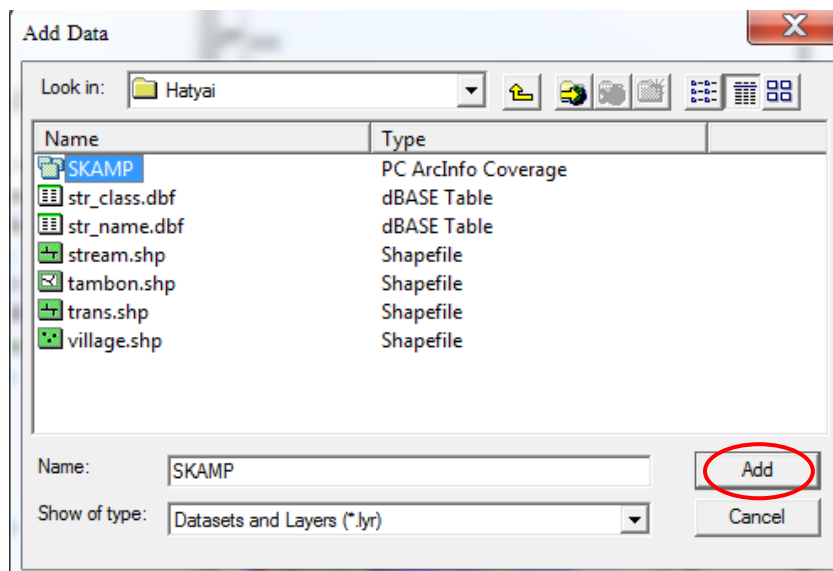 Add Data
Look in: Hatyai
Name Type
SKAMP PC ArcInfo Coverage
str_class.dbf dBASE Table
str_name.dbf dBASE Table
stream.shp Shapefile
tambon.shp Shapefile
trans.shp Shapefile
village.shp Shapefile
Name: SKAMP Add
Show of type: Datasets and Layers (*.lyr) Cancel